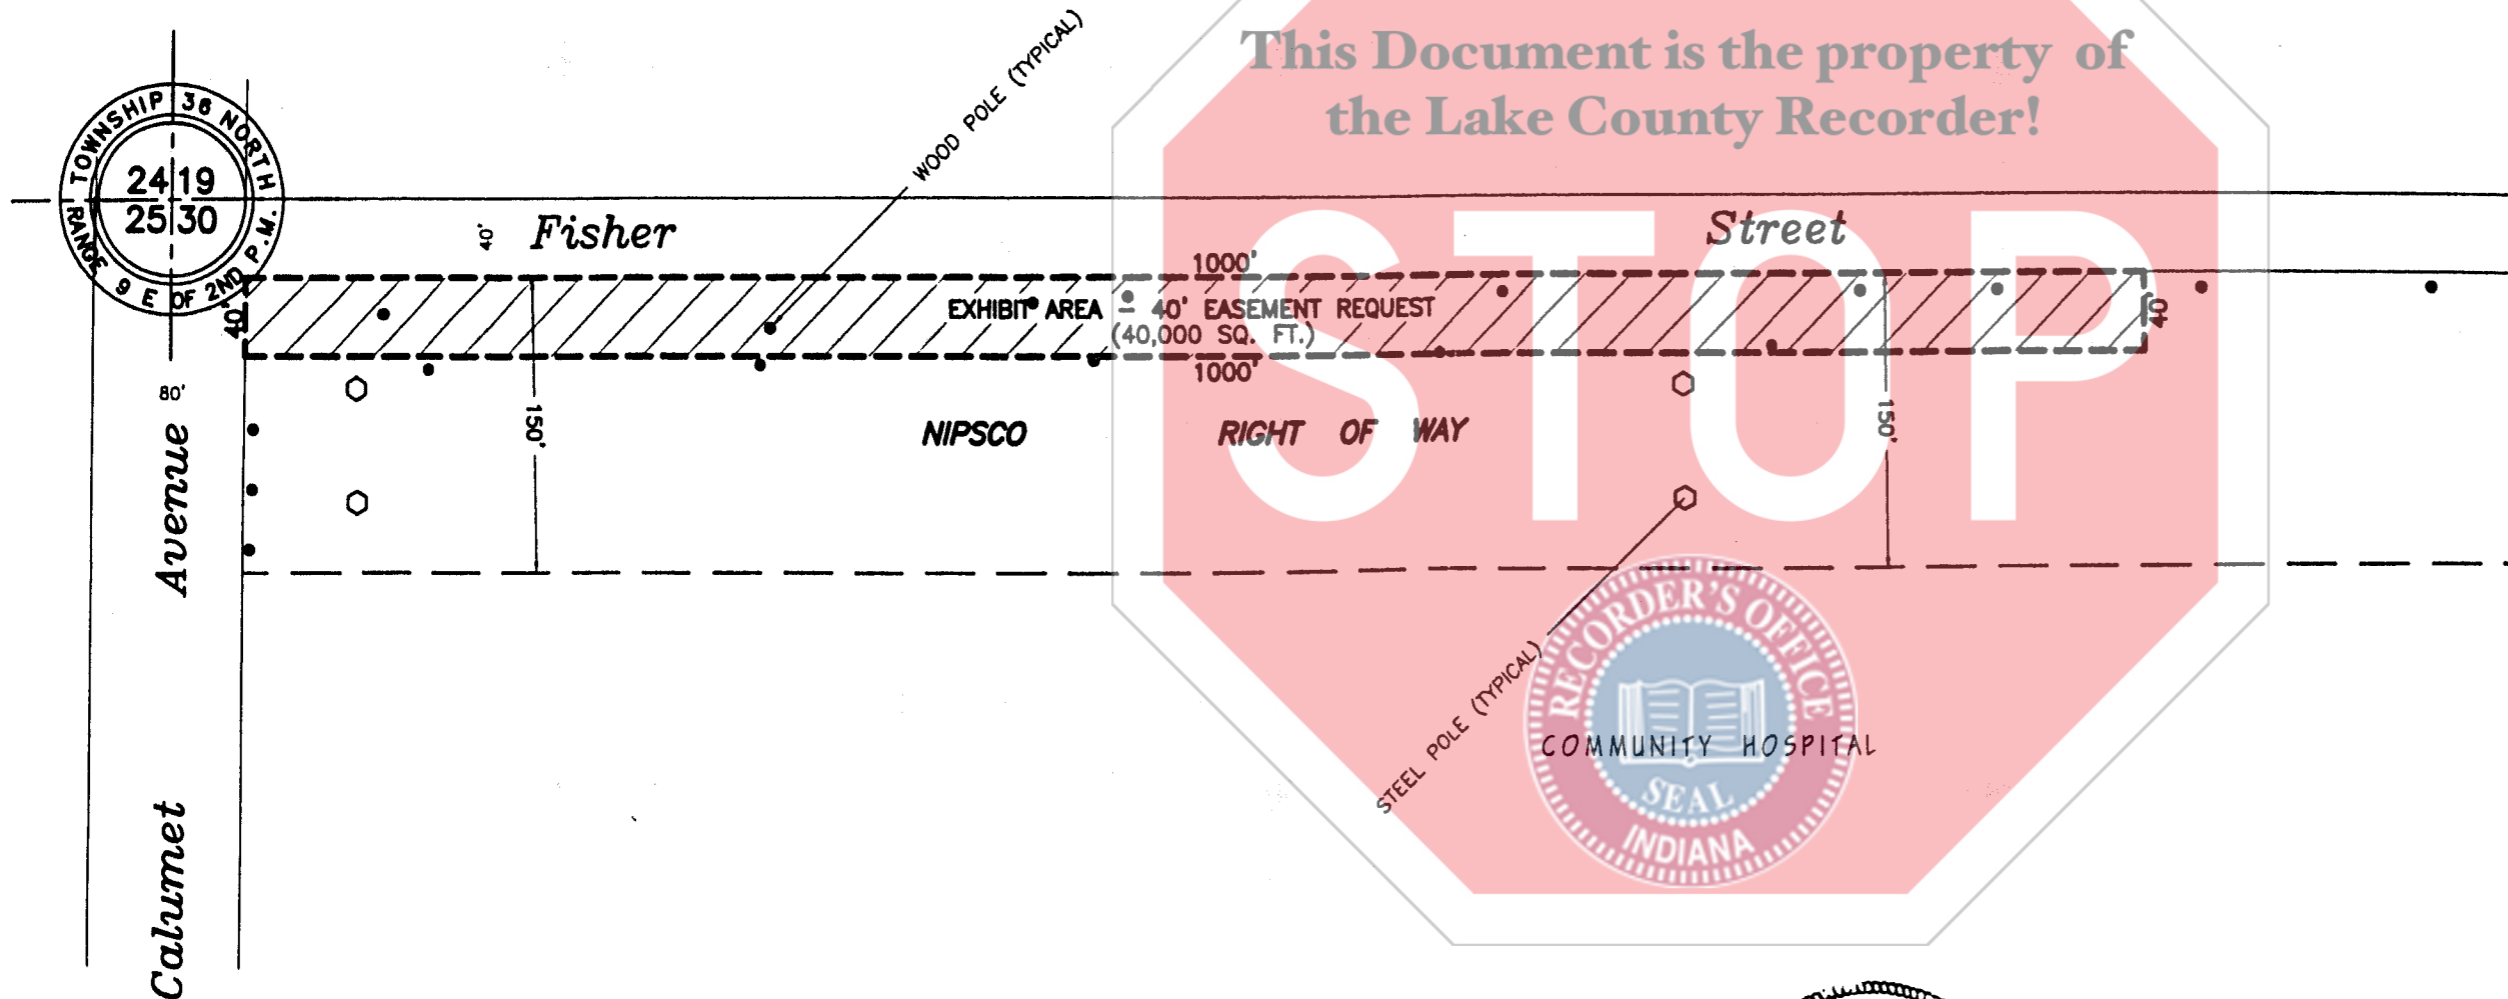 This Document is the property of
the Lake County Recorder!
WOOD POLE (TYPICAL)
TOWNSHIP 36 NORTH
RANGE 9 E OF 2ND P.M.
24 19
25 30
40'
Fisher
Street
STOP
1000'
40'
EXHIBIT AREA - 40' EASEMENT REQUEST
(40,000 SQ. FT.)
40'
1000'
80'
150'
150'
NIPSCO RIGHT OF WAY
Calumet Avenue
STEEL POLE (TYPICAL)
COMMUNITY HOSPITAL
RECORDER'S OFFICE
SEAL
INDIANA